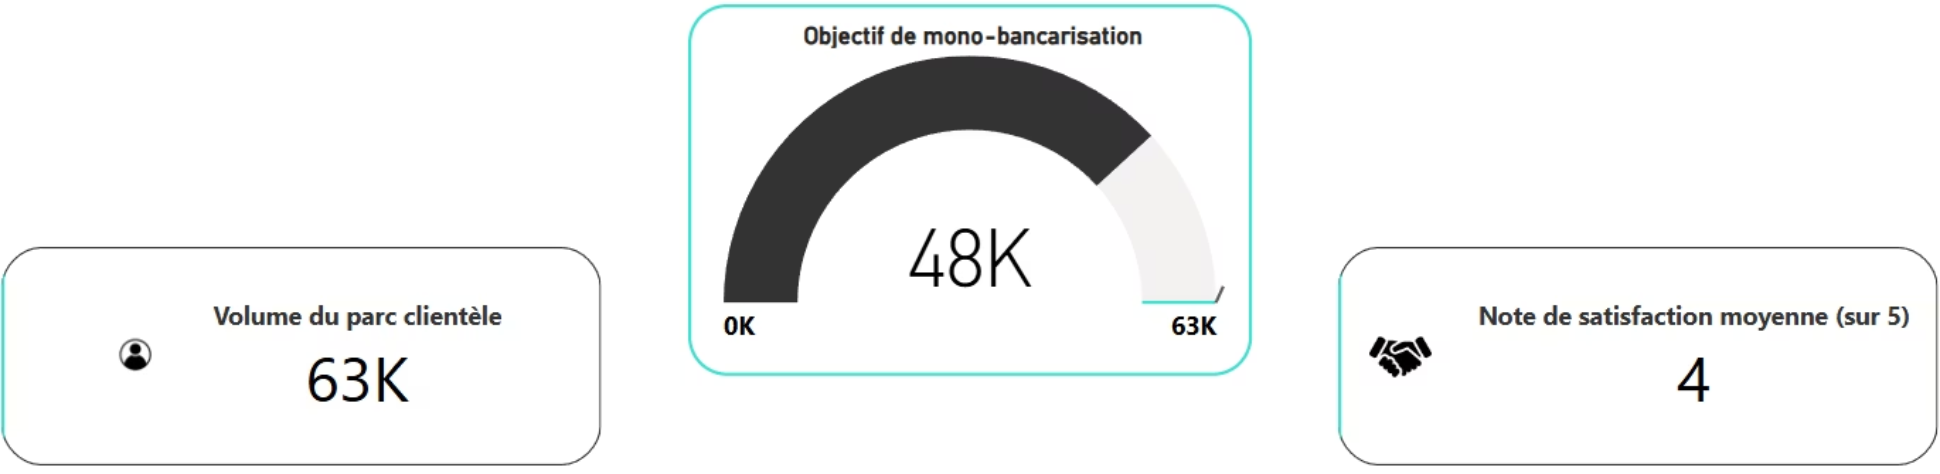 Objectif de mono-bancarisation
48K
0K
63K
Volume du parc clientèle
63K
Note de satisfaction moyenne (sur 5)
4